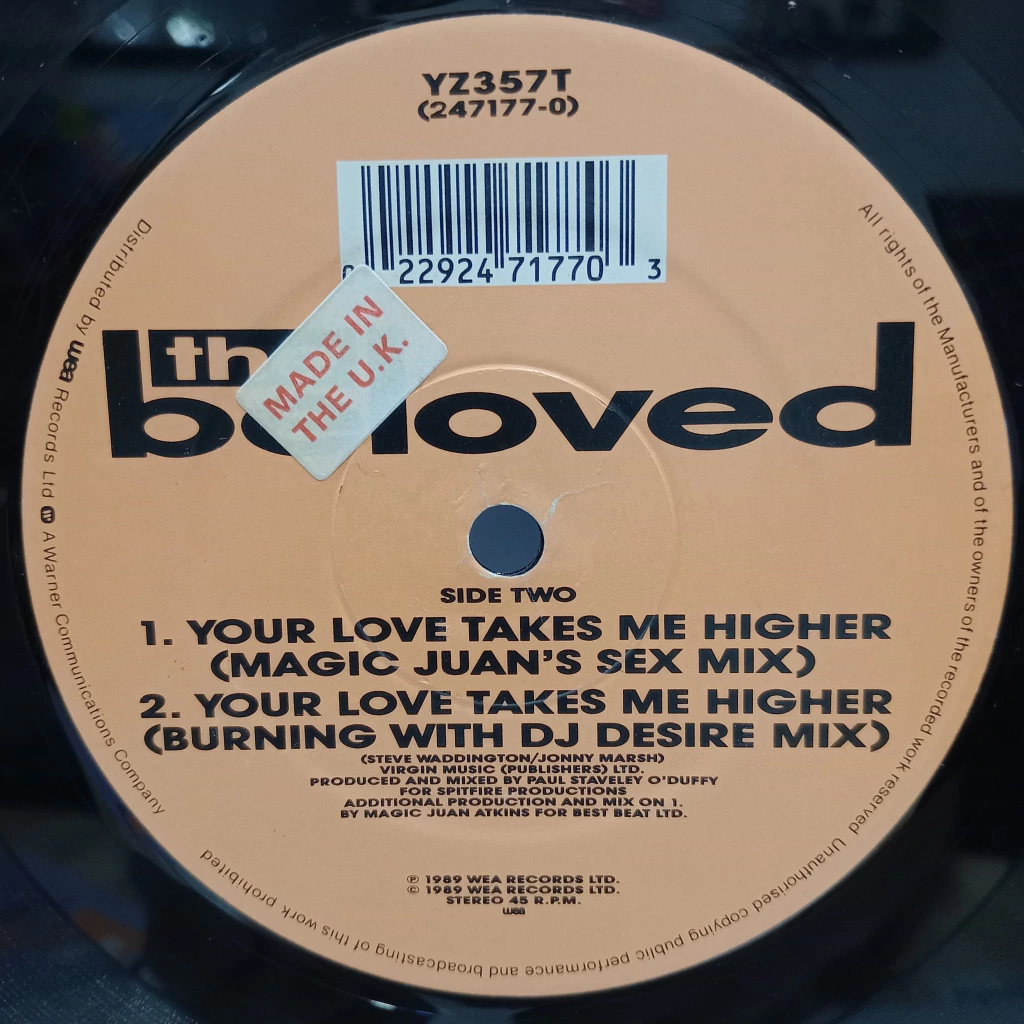 YZ357T
(247177-0)
0 22924 71770 3
MADE IN
THE U.K.
th
beloved
SIDE TWO
1. YOUR LOVE TAKES ME HIGHER
(MAGIC JUAN'S SEX MIX)
2. YOUR LOVE TAKES ME HIGHER
(BURNING WITH DJ DESIRE MIX)
(STEVE WADDINGTON/JONNY MARSH)
VIRGIN MUSIC (PUBLISHERS) LTD.
PRODUCED AND MIXED BY PAUL STAVELEY O'DUFFY
FOR SPITFIRE PRODUCTIONS
ADDITIONAL PRODUCTION AND MIX ON 1.
BY MAGIC JUAN ATKINS FOR BEST BEAT LTD.
℗ 1989 WEA RECORDS LTD.
© 1989 WEA RECORDS LTD.
STEREO 45 R.P.M.
wea
Distributed by wea Records Ltd A Warner Communications Company
All rights of the Manufacturers and of the owners of the recorded work reserved Unauthorised copying public performance and broadcasting of this work prohibited